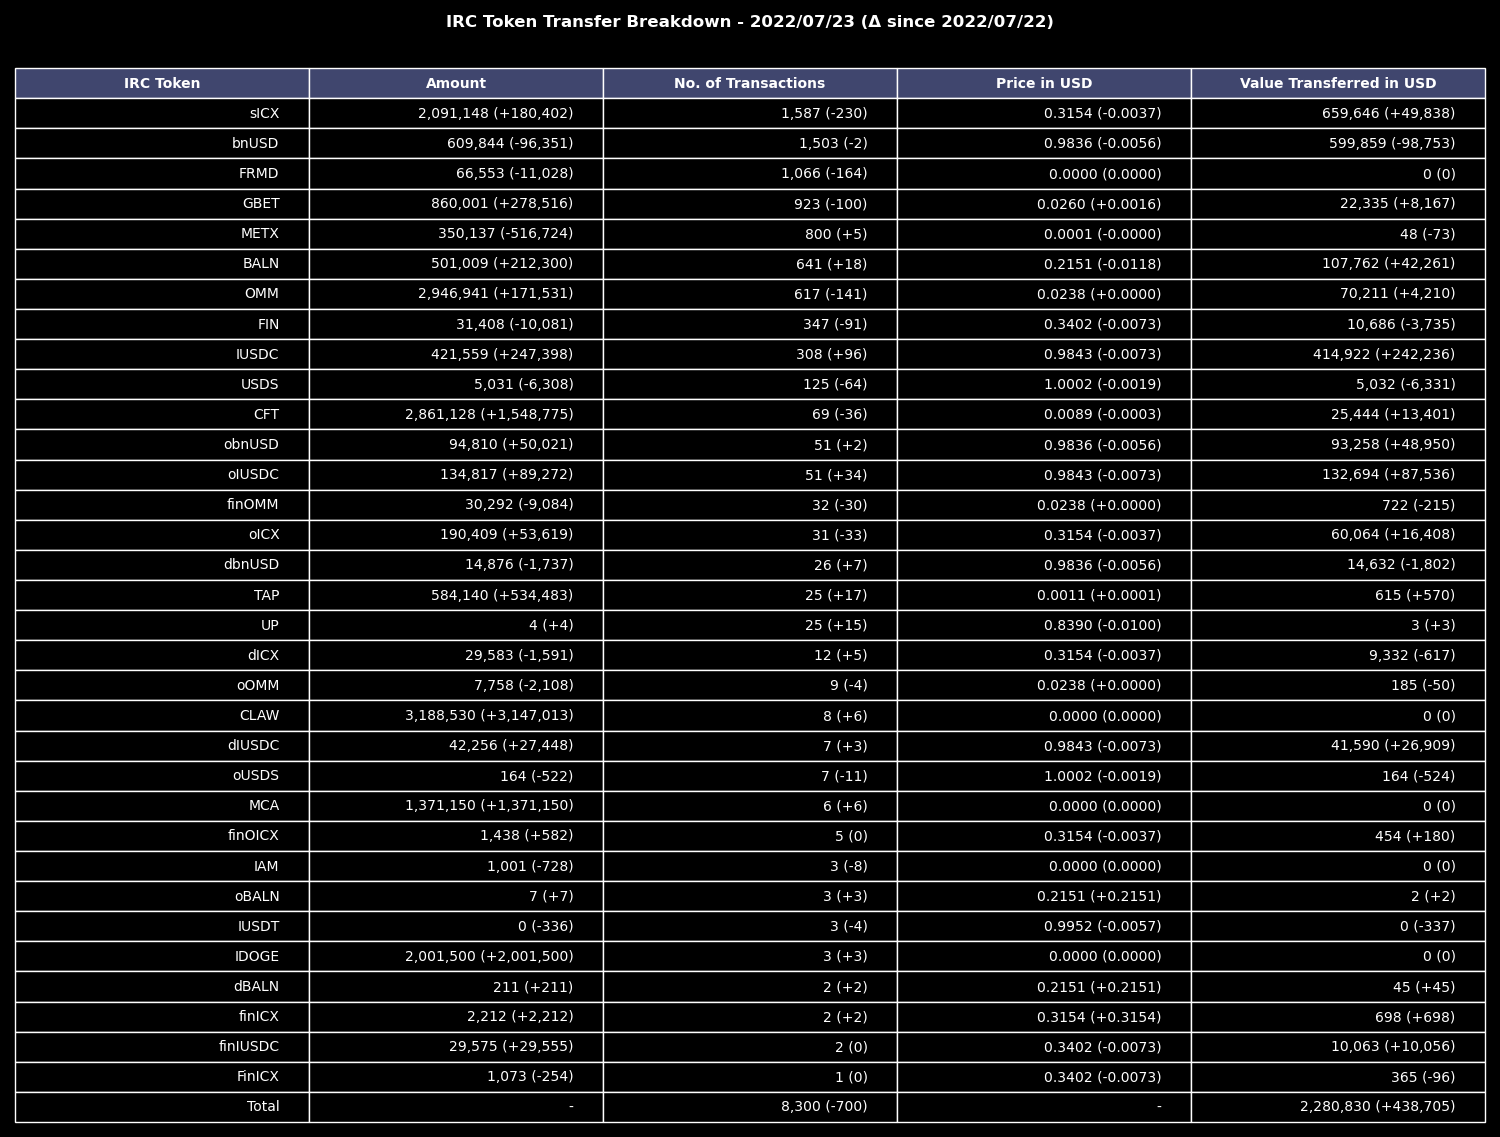 IRC Token Transfer Breakdown - 2022/07/23 (Δ since 2022/07/22)
IRC Token Amount No. of Transactions Price in USD Value Transferred in USD
sICX 2,091,148 (+180,402) 1,587 (-230) 0.3154 (-0.0037) 659,646 (+49,838)
bnUSD 609,844 (-96,351) 1,503 (-2) 0.9836 (-0.0056) 599,859 (-98,753)
FRMD 66,553 (-11,028) 1,066 (-164) 0.0000 (0.0000) 0 (0)
GBET 860,001 (+278,516) 923 (-100) 0.0260 (+0.0016) 22,335 (+8,167)
METX 350,137 (-516,724) 800 (+5) 0.0001 (-0.0000) 48 (-73)
BALN 501,009 (+212,300) 641 (+18) 0.2151 (-0.0118) 107,762 (+42,261)
OMM 2,946,941 (+171,531) 617 (-141) 0.0238 (+0.0000) 70,211 (+4,210)
FIN 31,408 (-10,081) 347 (-91) 0.3402 (-0.0073) 10,686 (-3,735)
IUSDC 421,559 (+247,398) 308 (+96) 0.9843 (-0.0073) 414,922 (+242,236)
USDS 5,031 (-6,308) 125 (-64) 1.0002 (-0.0019) 5,032 (-6,331)
CFT 2,861,128 (+1,548,775) 69 (-36) 0.0089 (-0.0003) 25,444 (+13,401)
obnUSD 94,810 (+50,021) 51 (+2) 0.9836 (-0.0056) 93,258 (+48,950)
oIUSDC 134,817 (+89,272) 51 (+34) 0.9843 (-0.0073) 132,694 (+87,536)
finOMM 30,292 (-9,084) 32 (-30) 0.0238 (+0.0000) 722 (-215)
oICX 190,409 (+53,619) 31 (-33) 0.3154 (-0.0037) 60,064 (+16,408)
dbnUSD 14,876 (-1,737) 26 (+7) 0.9836 (-0.0056) 14,632 (-1,802)
TAP 584,140 (+534,483) 25 (+17) 0.0011 (+0.0001) 615 (+570)
UP 4 (+4) 25 (+15) 0.8390 (-0.0100) 3 (+3)
dICX 29,583 (-1,591) 12 (+5) 0.3154 (-0.0037) 9,332 (-617)
oOMM 7,758 (-2,108) 9 (-4) 0.0238 (+0.0000) 185 (-50)
CLAW 3,188,530 (+3,147,013) 8 (+6) 0.0000 (0.0000) 0 (0)
dIUSDC 42,256 (+27,448) 7 (+3) 0.9843 (-0.0073) 41,590 (+26,909)
oUSDS 164 (-522) 7 (-11) 1.0002 (-0.0019) 164 (-524)
MCA 1,371,150 (+1,371,150) 6 (+6) 0.0000 (0.0000) 0 (0)
finOICX 1,438 (+582) 5 (0) 0.3154 (-0.0037) 454 (+180)
IAM 1,001 (-728) 3 (-8) 0.0000 (0.0000) 0 (0)
oBALN 7 (+7) 3 (+3) 0.2151 (+0.2151) 2 (+2)
IUSDT 0 (-336) 3 (-4) 0.9952 (-0.0057) 0 (-337)
IDOGE 2,001,500 (+2,001,500) 3 (+3) 0.0000 (0.0000) 0 (0)
dBALN 211 (+211) 2 (+2) 0.2151 (+0.2151) 45 (+45)
finICX 2,212 (+2,212) 2 (+2) 0.3154 (+0.3154) 698 (+698)
finIUSDC 29,575 (+29,555) 2 (0) 0.3402 (-0.0073) 10,063 (+10,056)
FinICX 1,073 (-254) 1 (0) 0.3402 (-0.0073) 365 (-96)
Total - 8,300 (-700) - 2,280,830 (+438,705)